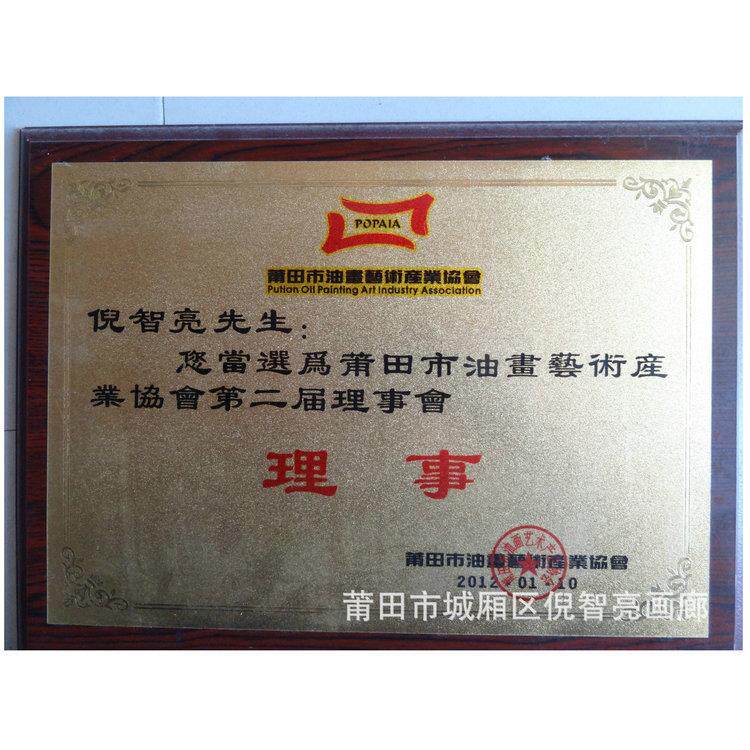 POPAIA
莆田市油畫藝術産業協會
Putian Oil Painting Art Industry Association
倪智亮先生:
您當選爲莆田市油畫藝術産
業協會第二届理事會
理 事
莆田市油畫藝術産業協會
2012·01·10
莆田市城厢区倪智亮画廊